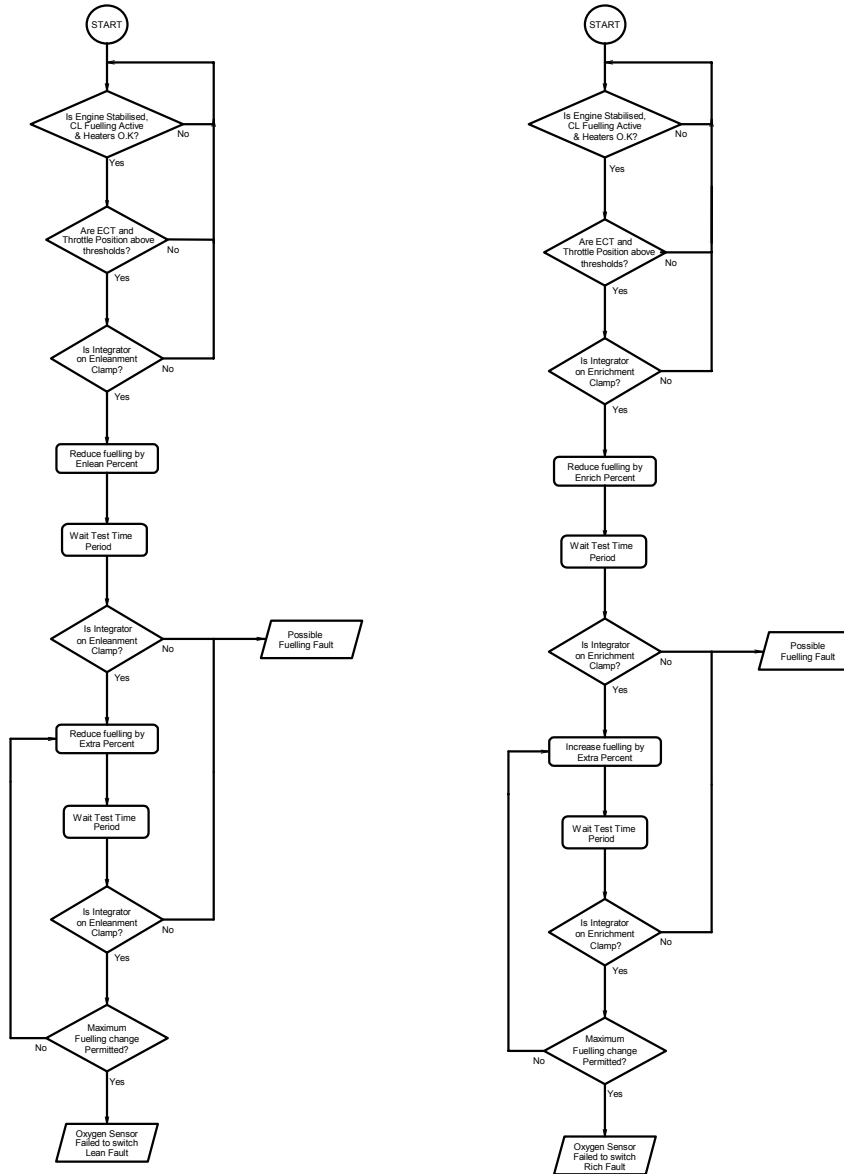 START
Is Engine Stabilised,
CL Fuelling Active
& Heaters O.K?
No
Yes
Are ECT and
Throttle Position above
thresholds?
No
Yes
Is Integrator
on Enleanment
Clamp?
No
Yes
Reduce fuelling by
Enlean Percent
Wait Test Time
Period
Is Integrator
on Enleanment
Clamp?
No
Yes
Possible
Fuelling Fault
Reduce fuelling by
Extra Percent
Wait Test Time
Period
Is Integrator
on Enleanment
Clamp?
No
Yes
Maximum
Fuelling change
Permitted?
No
Yes
Oxygen Sensor
Failed to switch
Lean Fault
START
Is Engine Stabilised,
CL Fuelling Active
& Heaters O.K?
No
Yes
Are ECT and
Throttle Position above
thresholds?
No
Yes
Is Integrator
on Enrichment
Clamp?
No
Yes
Reduce fuelling by
Enrich Percent
Wait Test Time
Period
Is Integrator
on Enrichment
Clamp?
No
Yes
Possible
Fuelling Fault
Increase fuelling by
Extra Percent
Wait Test Time
Period
Is Integrator
on Enrichment
Clamp?
No
Yes
Maximum
Fuelling change
Permitted?
No
Yes
Oxygen Sensor
Failed to switch
Rich Fault